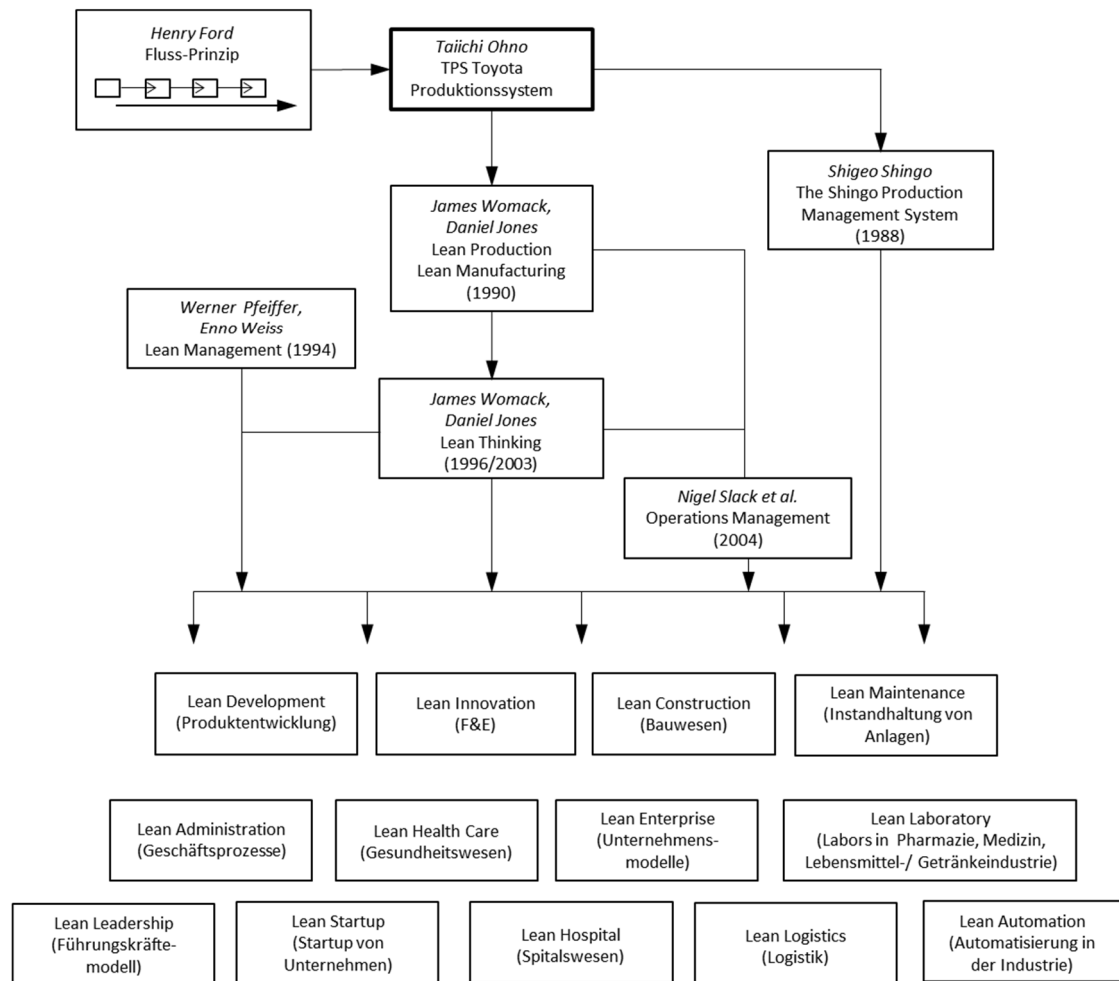 Henry Ford
Fluss-Prinzip
Taiichi Ohno
TPS Toyota
Produktionssystem
Shigeo Shingo
The Shingo Production
Management System
(1988)
James Womack,
Daniel Jones
Lean Production
Lean Manufacturing
(1990)
Werner Pfeiffer,
Enno Weiss
Lean Management (1994)
James Womack,
Daniel Jones
Lean Thinking
(1996/2003)
Nigel Slack et al.
Operations Management
(2004)
Lean Development
(Produktentwicklung)
Lean Innovation
(F&E)
Lean Construction
(Bauwesen)
Lean Maintenance
(Instandhaltung von
Anlagen)
Lean Administration
(Geschäftsprozesse)
Lean Health Care
(Gesundheitswesen)
Lean Enterprise
(Unternehmens-
modelle)
Lean Laboratory
(Labors in Pharmazie, Medizin,
Lebensmittel-/ Getränkeindustrie)
Lean Leadership
(Führungskräfte-
modell)
Lean Startup
(Startup von
Unternehmen)
Lean Hospital
(Spitalswesen)
Lean Logistics
(Logistik)
Lean Automation
(Automatisierung in
der Industrie)